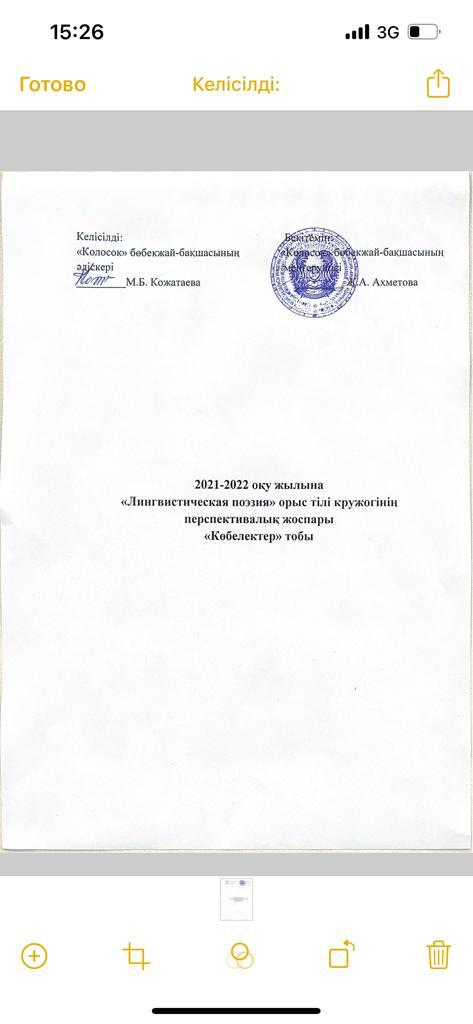 15:26
3G
Готово
Келісілді:
Келісілді:
«Колосок» бөбекжай-бақшасының
әдіскері
М.Б. Кожатаева
Бекітемін:
«Колосок» бөбекжай-бақшасының
меңгерушісі
А. Ахметова
2021-2022 оқу жылына
«Лингвистическая поэзия» орыс тілі кружогінің
перспективалық жоспары
«Көбелектер» тобы